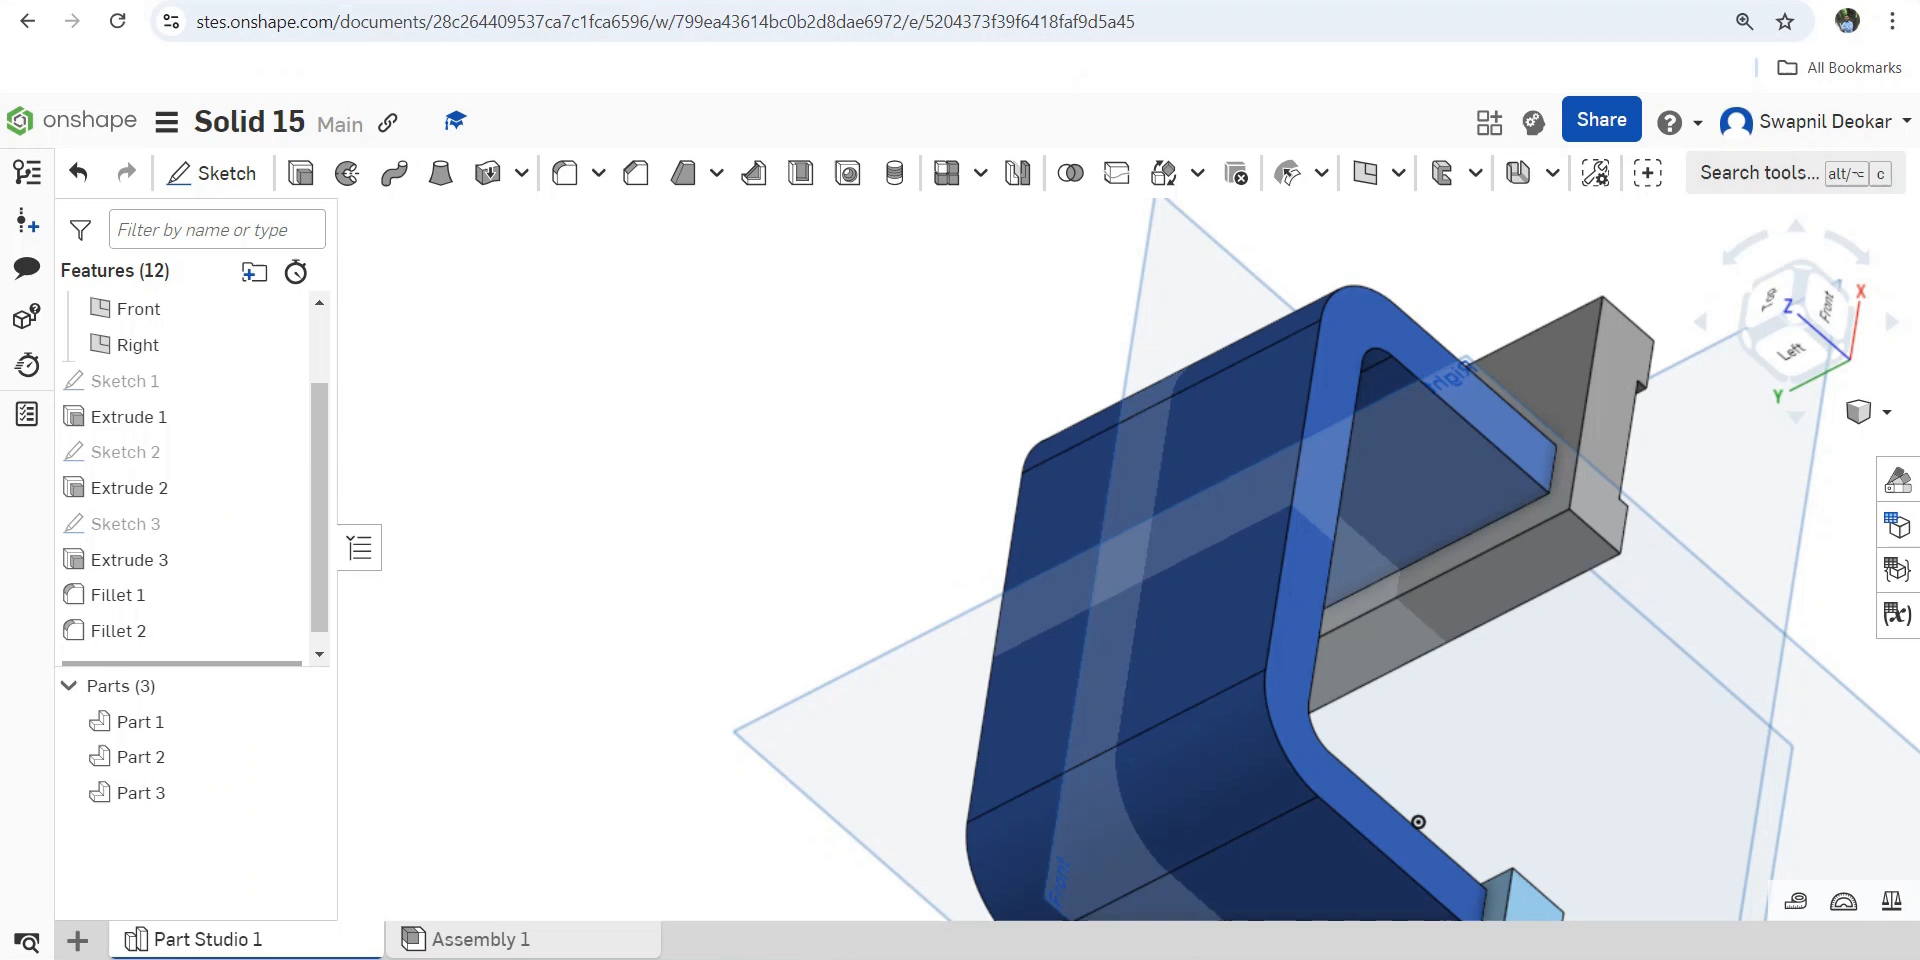 stes.onshape.com/documents/28c264409537ca7c1fca6596/w/799ea43614bc0b2d8dae6972/e/5204373f39f6418faf9d5a45
All Bookmarks
onshape Solid 15 Main Share Swapnil Deokar
Sketch Search tools... alt/⌥ c
Filter by name or type
Features (12)
Front
Right
Sketch 1
Extrude 1
Sketch 2
Extrude 2
Sketch 3
Extrude 3
Fillet 1
Fillet 2
Parts (3)
Part 1
Part 2
Part 3
Right
Front
Top
Front
Left
X
Z
Y
Part Studio 1
Assembly 1